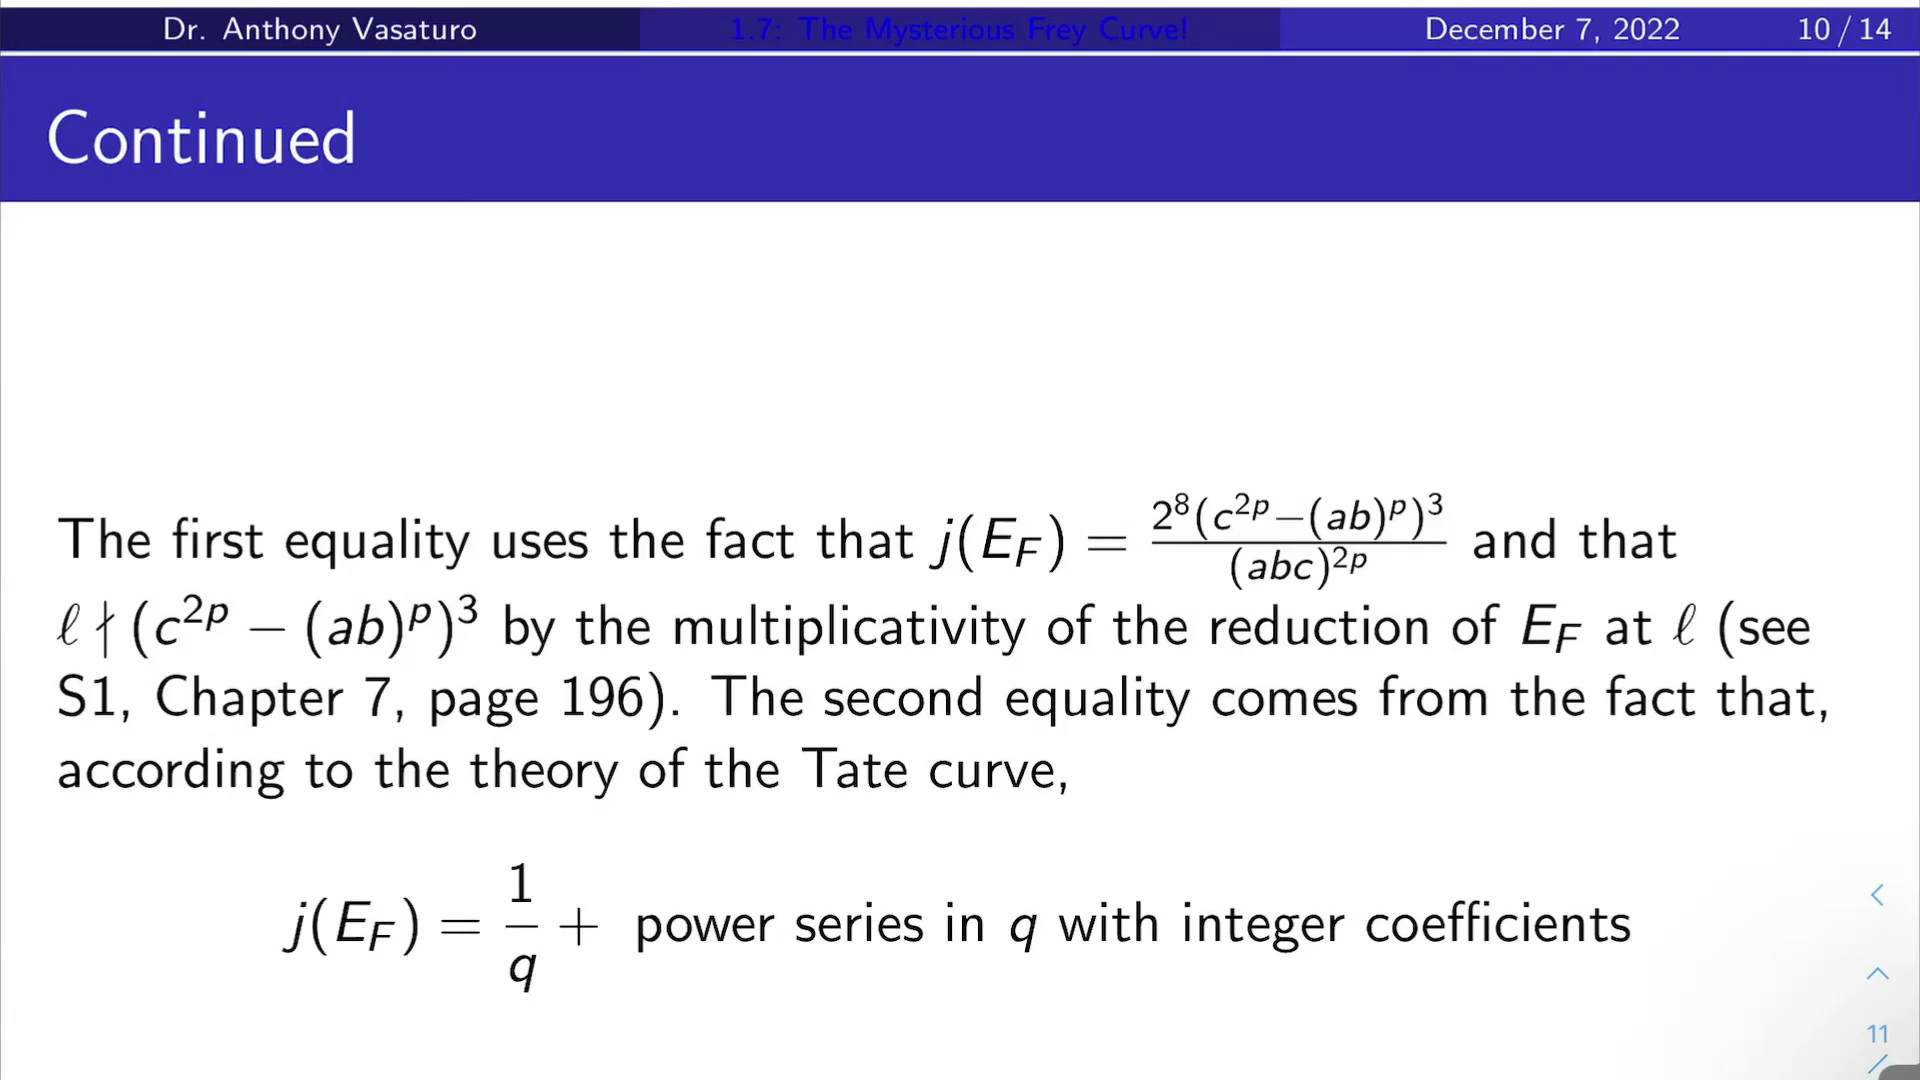 Dr. Anthony Vasaturo 1.7: The Mysterious Frey Curve! December 7, 2022 10 / 14
Continued
The first equality uses the fact that j(E_F) = \frac{2^8(c^{2p}-(ab)^p)^3}{(abc)^{2p}} and that
ℓ ∤ (c^{2p} − (ab)^p)^3 by the multiplicativity of the reduction of E_F at ℓ (see
S1, Chapter 7, page 196). The second equality comes from the fact that,
according to the theory of the Tate curve,
j(E_F) = \frac{1}{q} + power series in q with integer coefficients
11
/